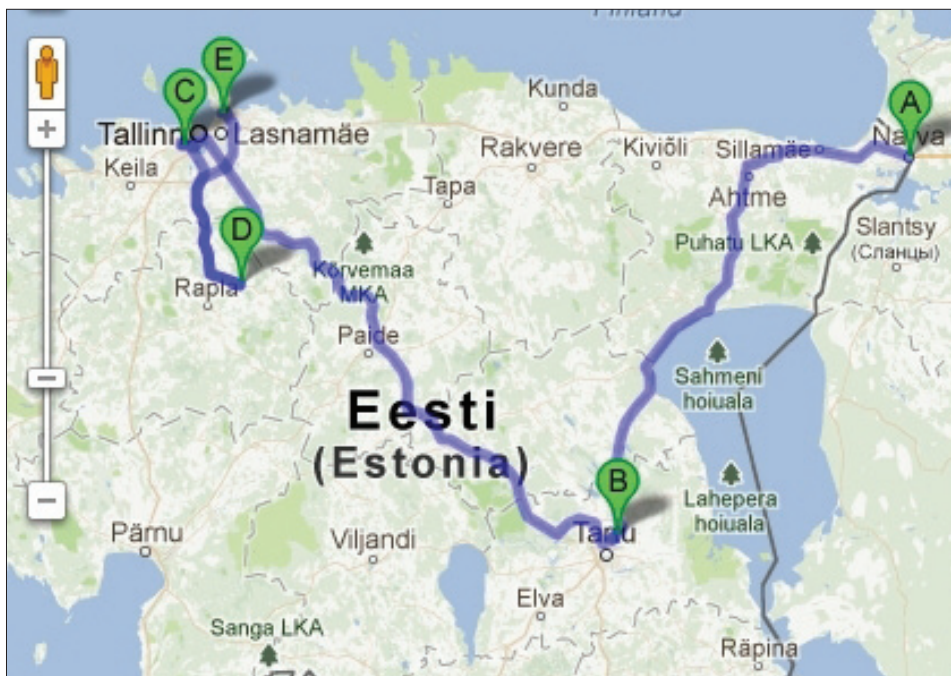 Finland
E
C
A
Kunda
Tallinn
Lasnamäe
Narva
Keila
Rakvere
Kiviõli
Sillamäe
Tapa
Ahtme
D
Puhatu LKA
Slantsy
(Сланцы)
Rapla
Kõrvemaa
MKA
Paide
Sahmeni
hoiuala
Eesti
(Estonia)
B
Lahepera
hoiuala
Pärnu
Viljandi
Tartu
Elva
Sanga LKA
Räpina